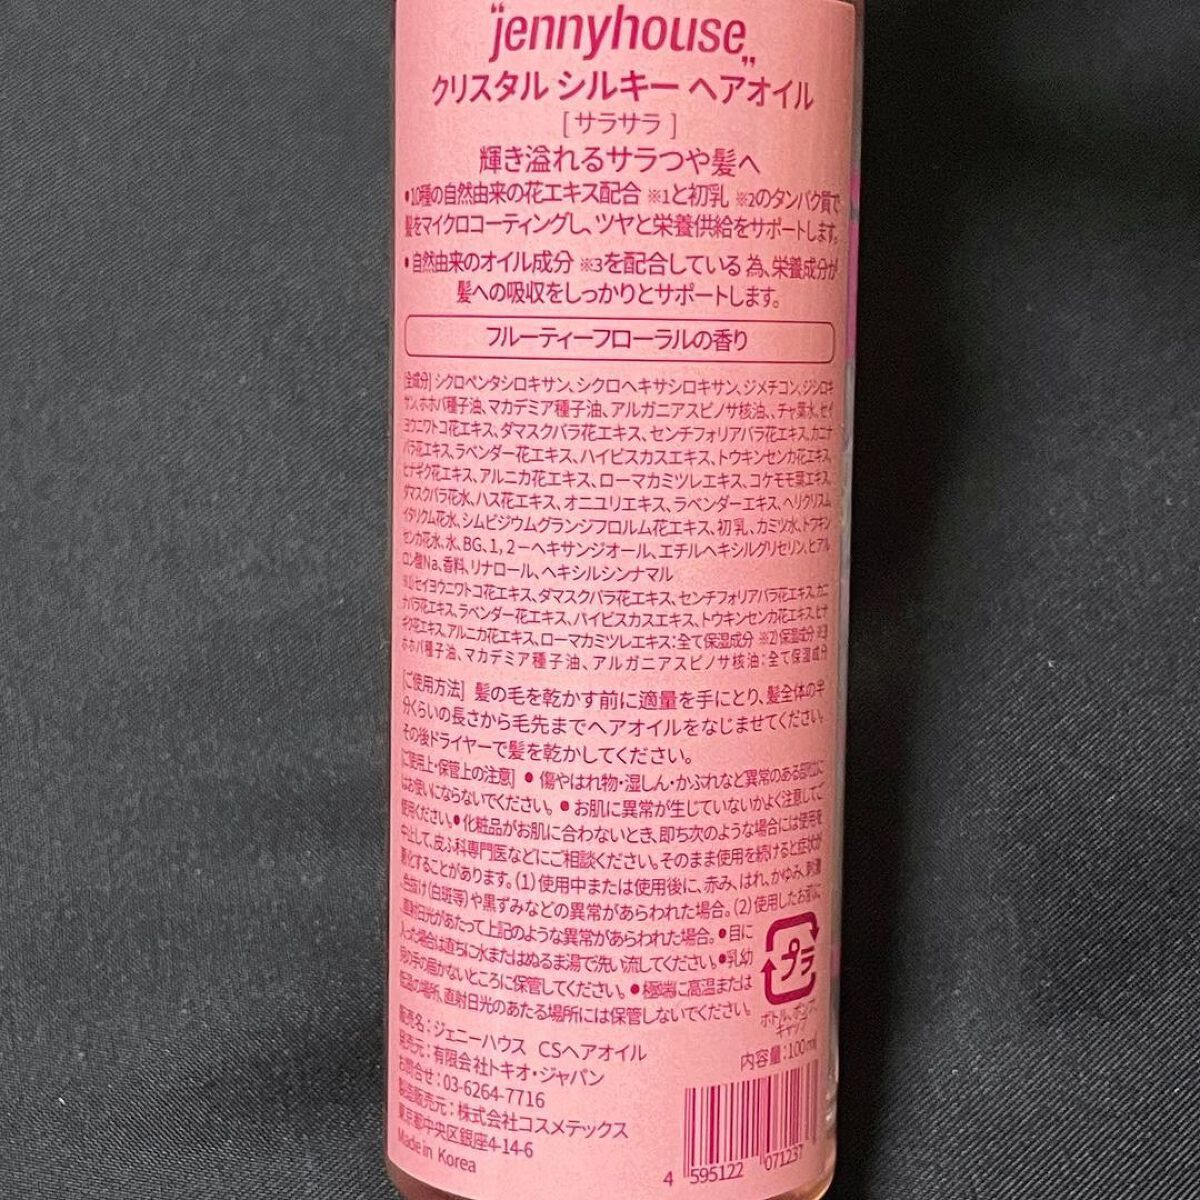 "jennyhouse"
クリスタル シルキー ヘアオイル
[ サラサラ ]
輝き溢れるサラつや髪へ
•10種の自然由来の花エキス配合 ※1と初乳 ※2のタンパク質で
髪をマイクロコーティングし、ツヤと栄養供給をサポートします。
• 自然由来のオイル成分 ※3を配合している 為、栄養成分が
髪への吸収をしっかりとサポートします。
フルーティーフローラルの香り
[全成分] シクロペンタシロキサン、シクロヘキサシロキサン、ジメチコン、ジシロキ
サン、ホホバ種子油、マカデミア種子油、アルガニアスピノサ核油、、チャ葉水、セイ
ヨウニワトコ花エキス、ダマスクバラ花エキス、センチフォリアバラ花エキス、カニナ
バラ花エキス、ラベンダー花エキス、ハイビスカスエキス、トウキンセンカ花エキス、
ヒナギク花エキス、アルニカ花エキス、ローマカミツレエキス、コケモモ葉エキス、
ダマスクバラ花水、ハス花エキス、オニユリエキス、ラベンダーエキス、ヘリクリスム
イタリクム花水、シムビジウムグランジフロルム花エキス、初乳、カミツ水、トウキン
センカ花水、水、BG、1,2－ヘキサンジオール、エチルヘキシルグリセリン、ヒアル
ロン酸Na、香料、リナロール、ヘキシルシンナマル
※1)セイヨウニワトコ花エキス、ダマスクバラ花エキス、センチフォリアバラ花エキス、カニ
ナバラ花エキス、ラベンダー花エキス、ハイビスカスエキス、トウキンセンカ花エキス、ヒナ
ギク花エキス、アルニカ花エキス、ローマカミツレエキス：全て保湿成分 ※2)保湿成分 ※3
ホホバ種子油、マカデミア種子油、アルガニアスピノサ核油：全て保湿成分
[ご使用方法] 髪の毛を乾かす前に適量を手にとり、髪全体の半
分くらいの長さから毛先までヘアオイルをなじませてください。
その後ドライヤーで髪を乾かしてください。
[ご使用上・保管上の注意] ● 傷やはれ物・湿しん・かぶれなど異常のある部位に
はお使いにならないでください。● お肌に異常が生じていないかよく注意してご
使用ください。● 化粧品がお肌に合わないとき、即ち次のような場合には使用を
中止して、皮ふ科専門医などにご相談ください。そのまま使用を続けると症状が
悪化することがあります。(1)使用中または使用後に、赤み、はれ、かゆみ、刺激
、色抜け(白斑等)や黒ずみなどの異常があらわれた場合。(2)使用したお肌に
、直射日光があたって上記のような異常があらわれた場合。● 目に
入った場合は直ちに水またはぬるま湯で洗い流してください。● 乳幼
児の手の届かないところに保管してください。● 極端に高温または
低温の場所、直射日光のあたる場所には保管しないでください。
プラ
ボトル、ポンプ、
キャップ
販売名：ジェニーハウス CSヘアオイル
発売元：有限会社トキオ・ジャパン
お問合せ：03-6264-7716
製造販売元：株式会社コスメテックス
東京都中央区銀座4-14-6
Made in Korea
内容量：100ml
4 595122 071237